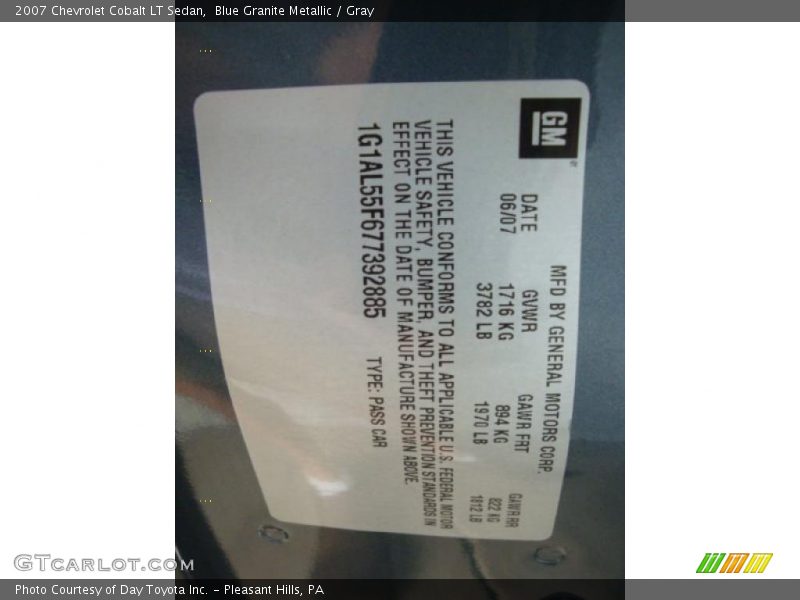 2007 Chevrolet Cobalt LT Sedan,  Blue Granite Metallic / Gray
GM
MFD BY GENERAL MOTORS CORP.
DATE GVWR GAWR FRT GAWR RR
06/07 1716 KG 894 KG 822 KG
3782 LB 1970 LB 1812 LB
THIS VEHICLE CONFORMS TO ALL APPLICABLE U.S. FEDERAL MOTOR
VEHICLE SAFETY, BUMPER, AND THEFT PREVENTION STANDARDS IN
EFFECT ON THE DATE OF MANUFACTURE SHOWN ABOVE.
1G1AL55F677392885 TYPE: PASS CAR
GTCarLot.com
Photo Courtesy of Day Toyota Inc. - Pleasant Hills, PA